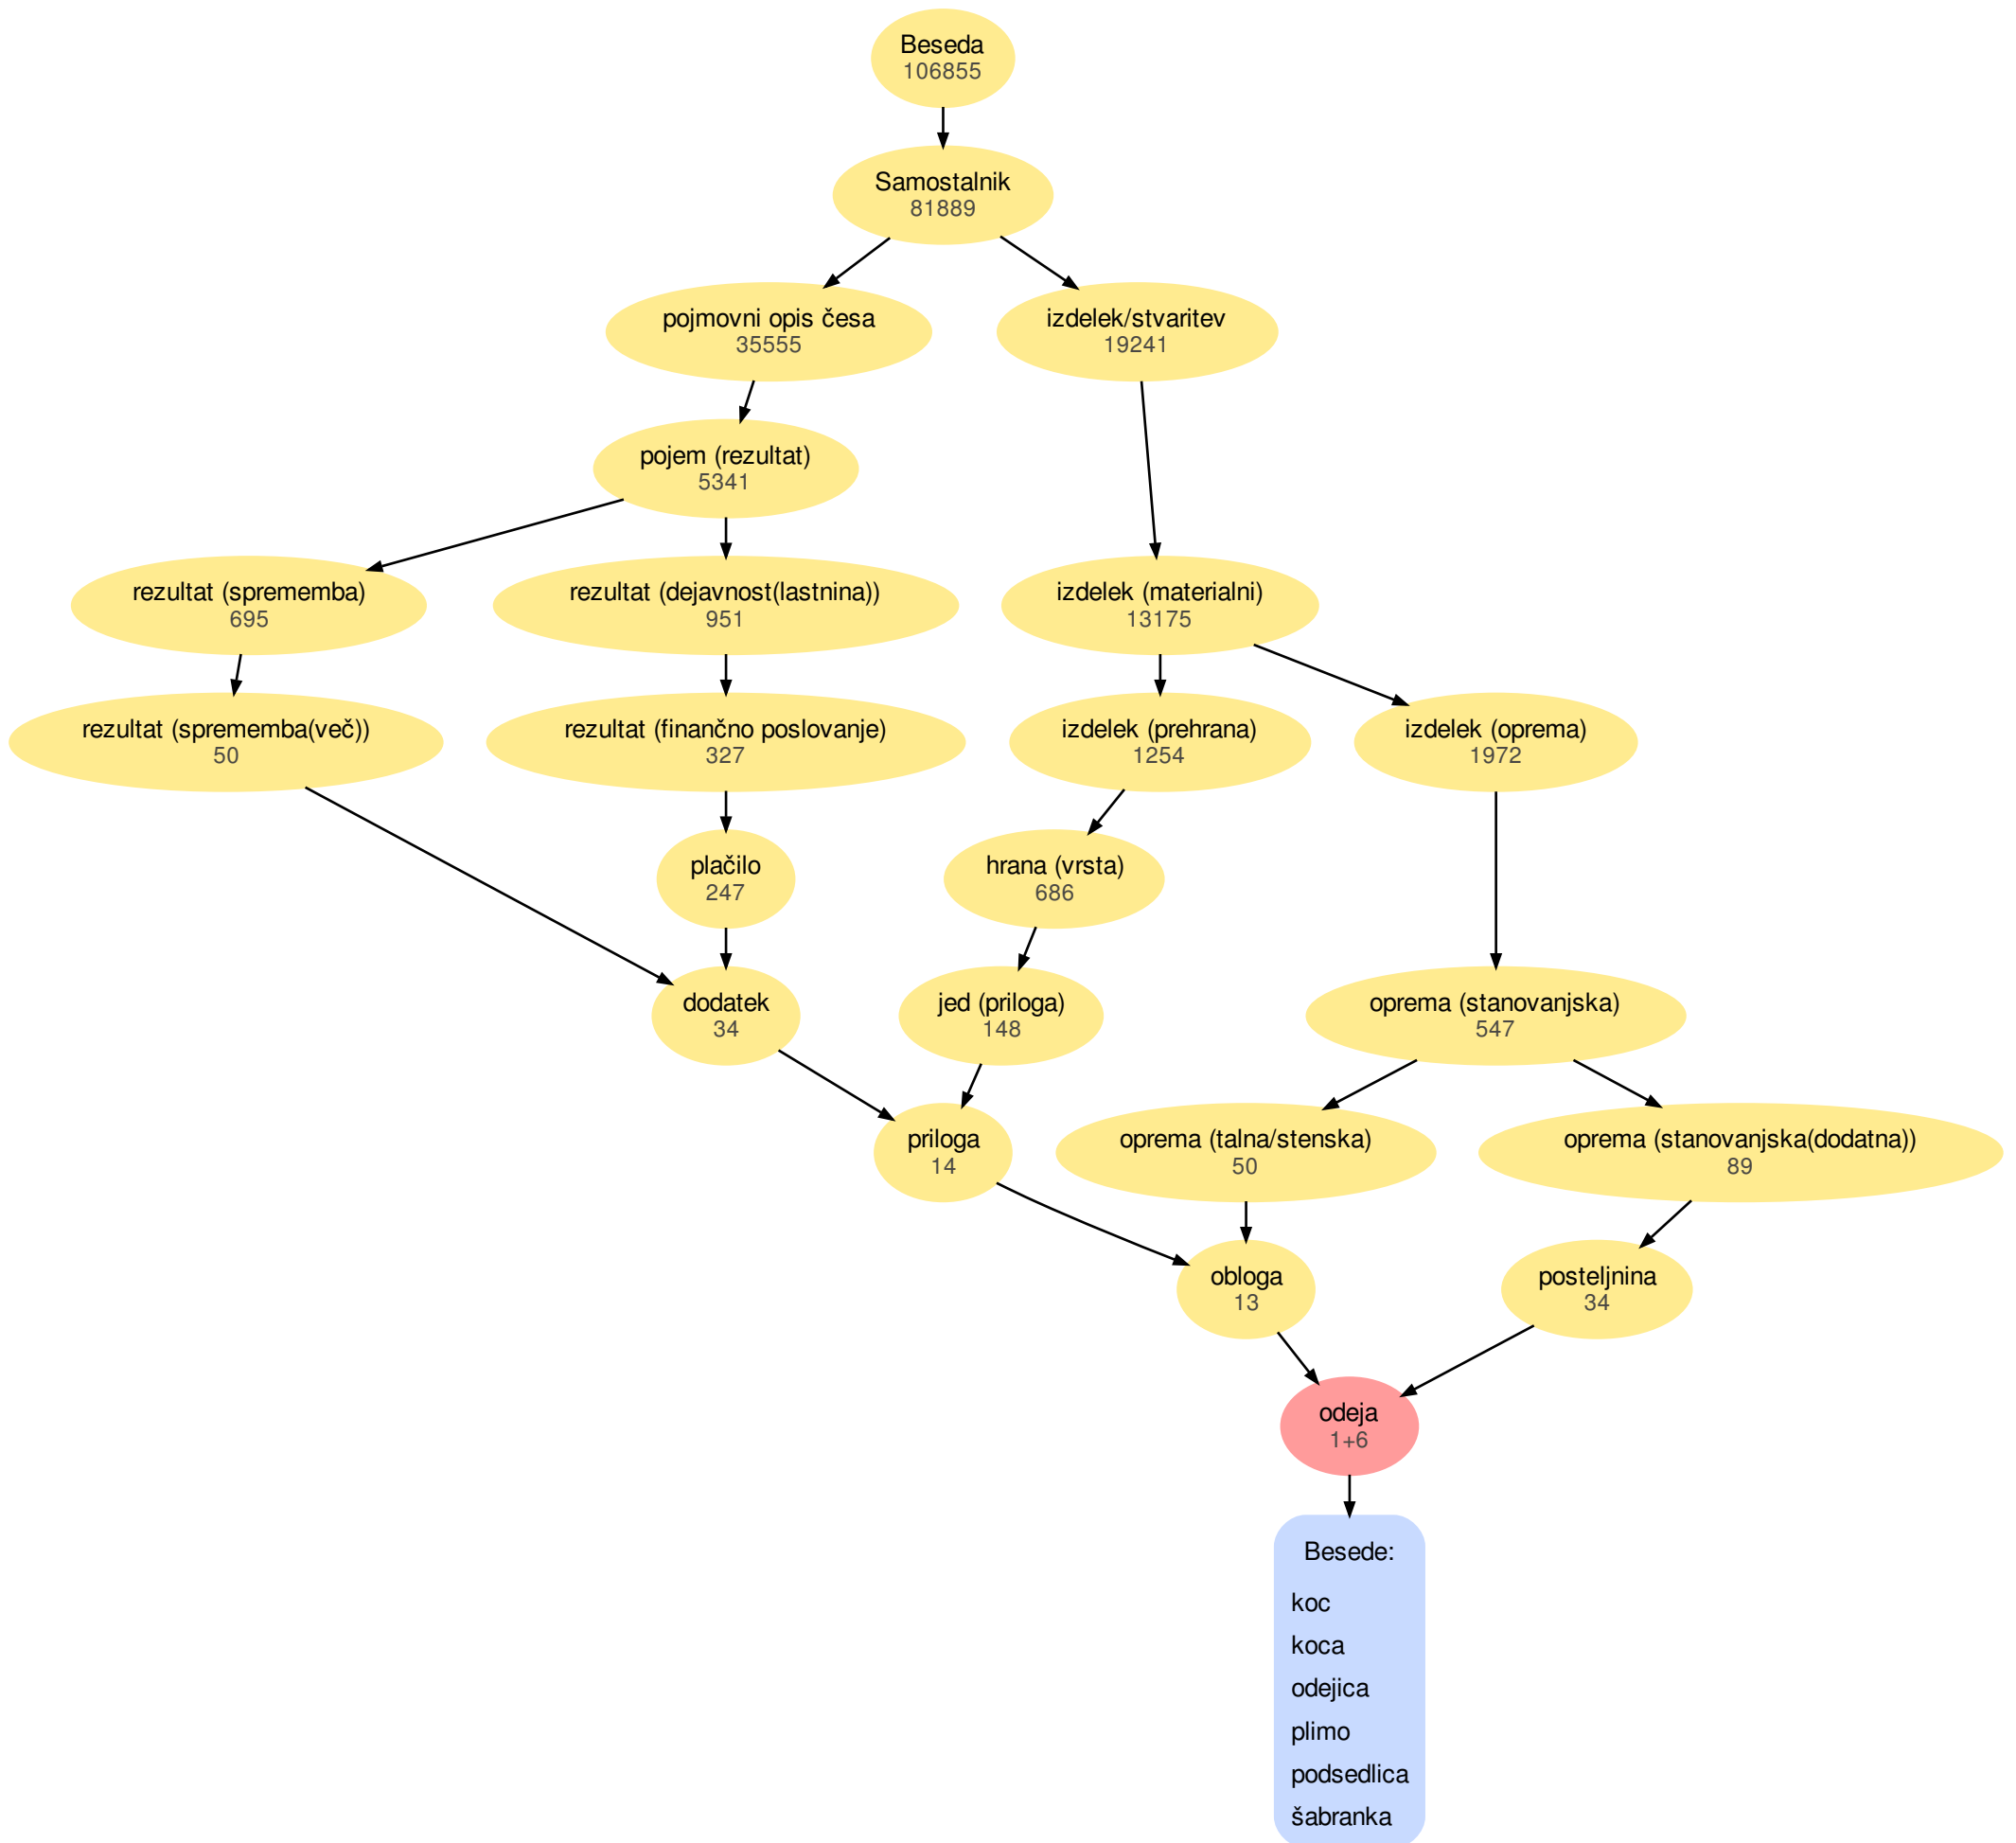 Beseda
106855
Samostalnik
81889
pojmovni opis česa
35555
izdelek/stvaritev
19241
pojem (rezultat)
5341
rezultat (sprememba)
695
rezultat (dejavnost(lastnina))
951
izdelek (materialni)
13175
rezultat (sprememba(več))
50
rezultat (finančno poslovanje)
327
izdelek (prehrana)
1254
izdelek (oprema)
1972
plačilo
247
hrana (vrsta)
686
dodatek
34
jed (priloga)
148
oprema (stanovanjska)
547
priloga
14
oprema (talna/stenska)
50
oprema (stanovanjska(dodatna))
89
obloga
13
posteljnina
34
odeja
1+6
Besede:
koc
koca
odejica
plimo
podsedlica
šabranka